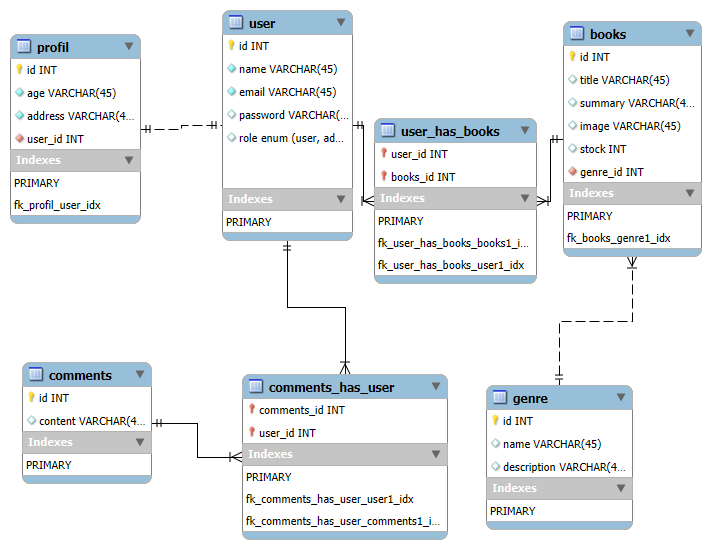 profil
id INT
age VARCHAR(45)
address VARCHAR(4...
user_id INT
Indexes
PRIMARY
fk_profil_user_idx
user
id INT
name VARCHAR(45)
email VARCHAR(45)
password VARCHAR(...
role enum (user, ad...
Indexes
PRIMARY
user_has_books
user_id INT
books_id INT
Indexes
PRIMARY
fk_user_has_books_books1_i...
fk_user_has_books_user1_idx
books
id INT
title VARCHAR(45)
summary VARCHAR(4...
image VARCHAR(45)
stock INT
genre_id INT
Indexes
PRIMARY
fk_books_genre1_idx
comments
id INT
content VARCHAR(4...
Indexes
PRIMARY
comments_has_user
comments_id INT
user_id INT
Indexes
PRIMARY
fk_comments_has_user_user1_idx
fk_comments_has_user_comments1_i...
genre
id INT
name VARCHAR(45)
description VARCHAR(4...
Indexes
PRIMARY